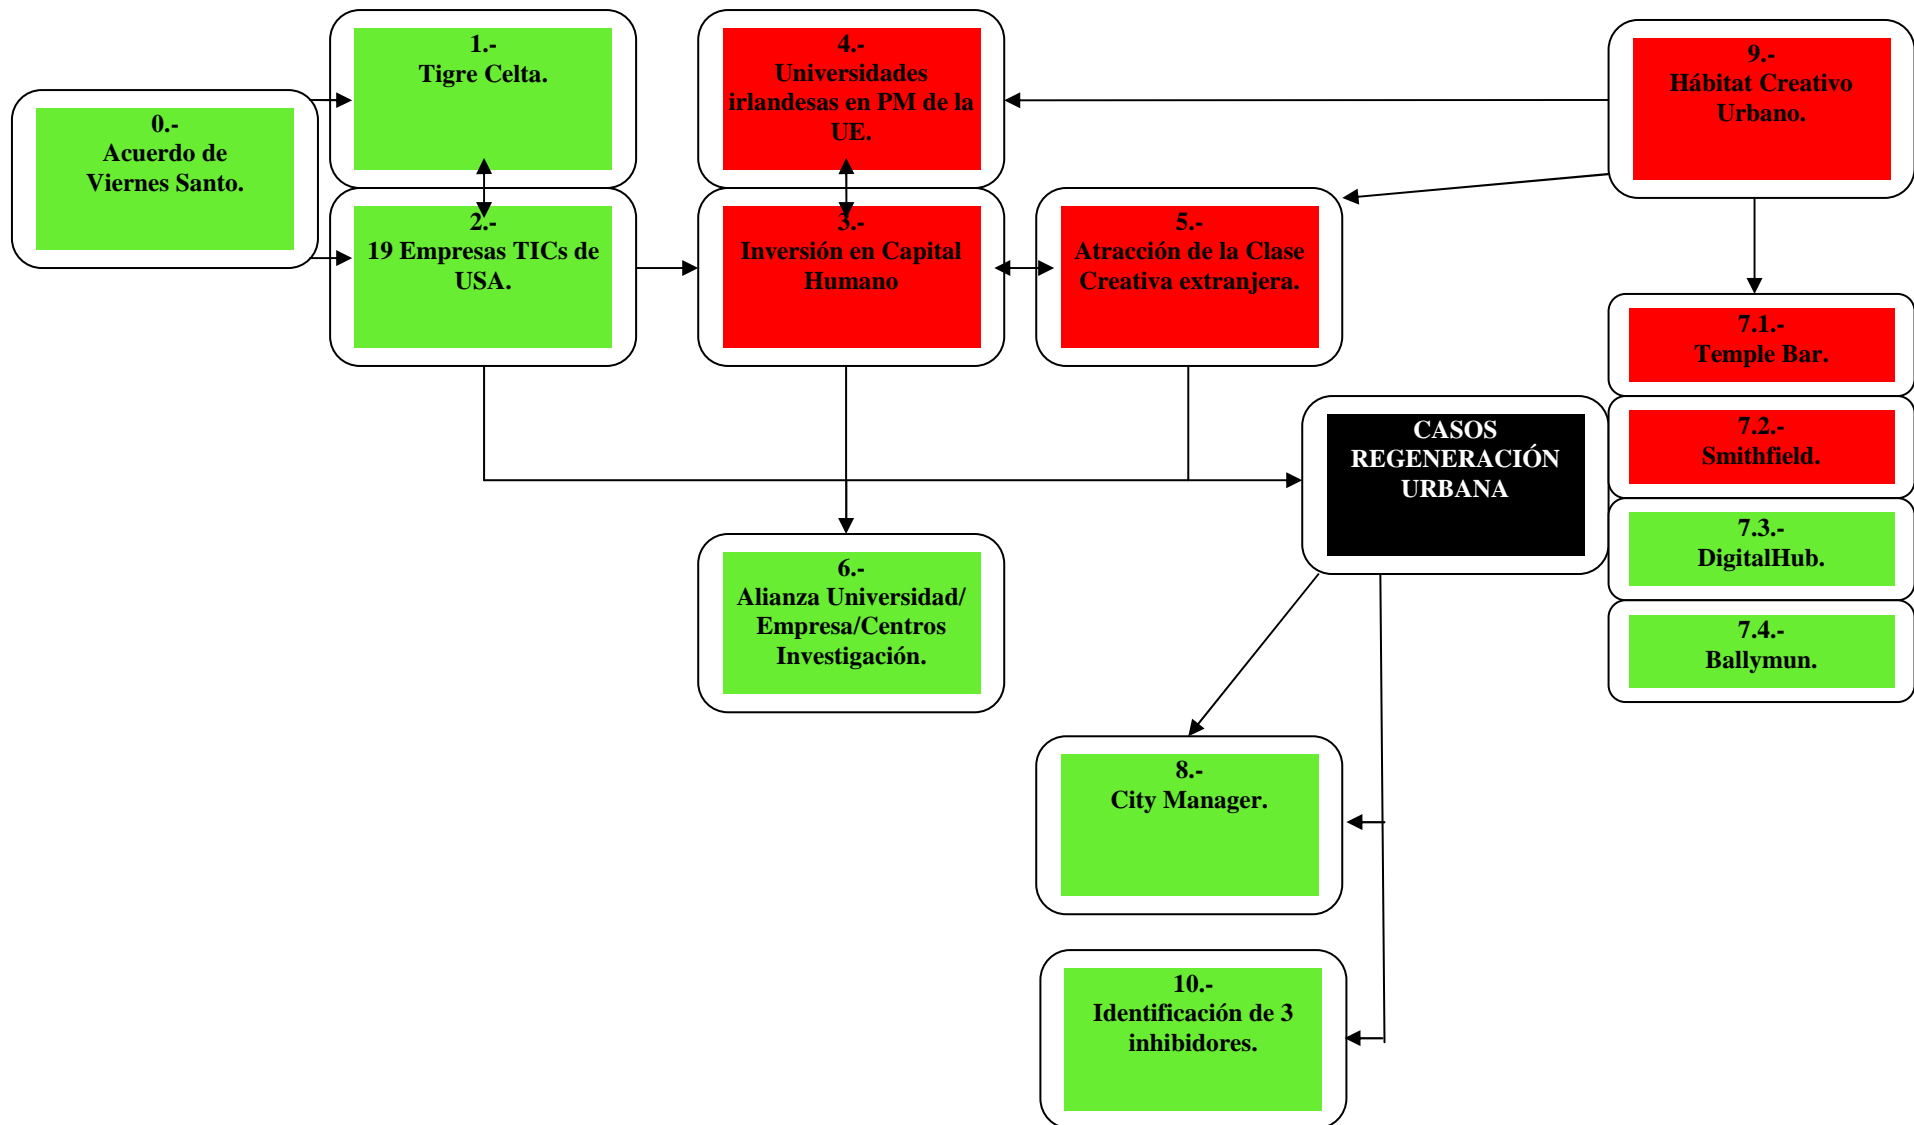 0.-
Acuerdo de
Viernes Santo.
1.-
Tigre Celta.
2.-
19 Empresas TICs de
USA.
4.-
Universidades
irlandesas en PM de la
UE.
3.-
Inversión en Capital
Humano
5.-
Atracción de la Clase
Creativa extranjera.
9.-
Hábitat Creativo
Urbano.
7.1.-
Temple Bar.
7.2.-
Smithfield.
7.3.-
DigitalHub.
7.4.-
Ballymun.
CASOS
REGENERACIÓN
URBANA
6.-
Alianza Universidad/
Empresa/Centros
Investigación.
8.-
City Manager.
10.-
Identificación de 3
inhibidores.